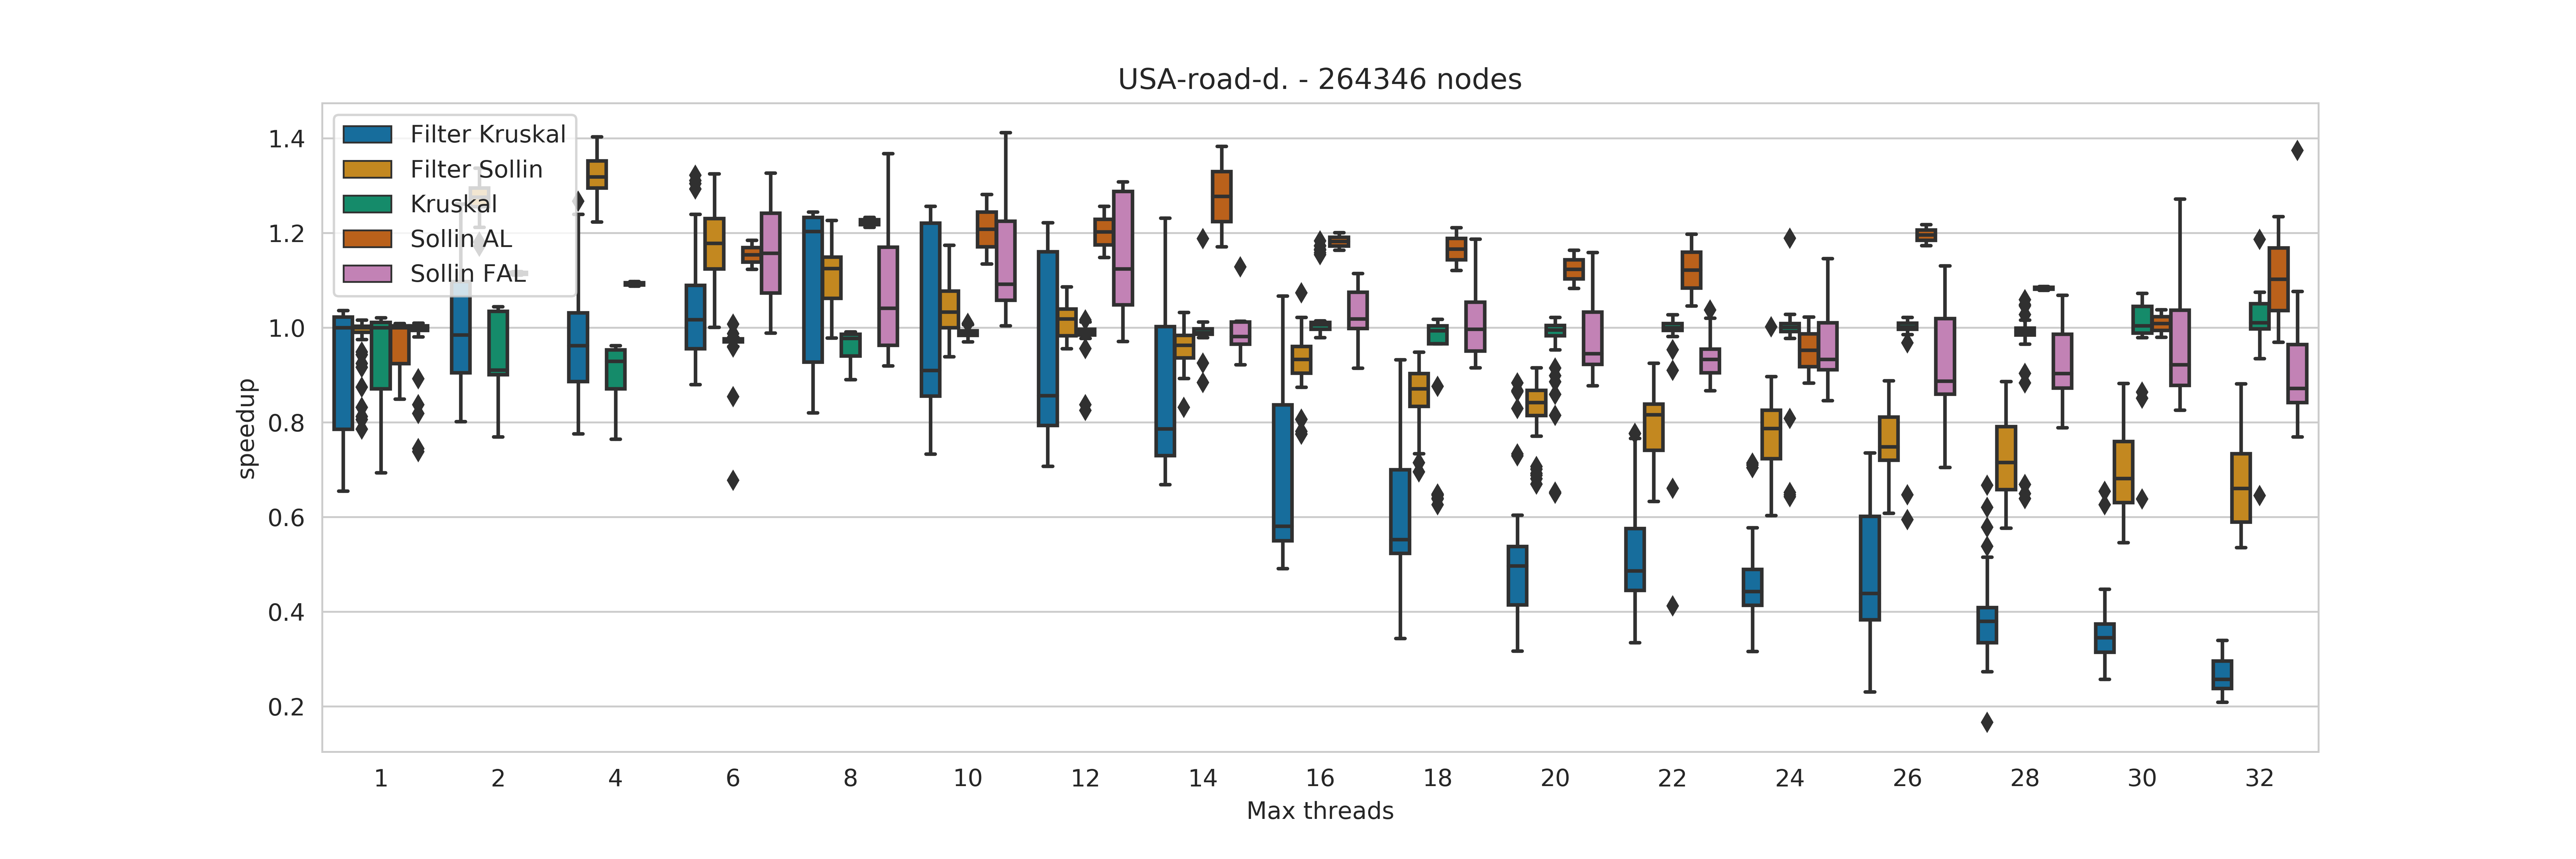 USA-road-d. - 264346 nodes
Filter Kruskal
Filter Sollin
Kruskal
Sollin AL
Sollin FAL
speedup
1.4
1.2
1.0
0.8
0.6
0.4
0.2
1 2 4 6 8 10 12 14 16 18 20 22 24 26 28 30 32
Max threads